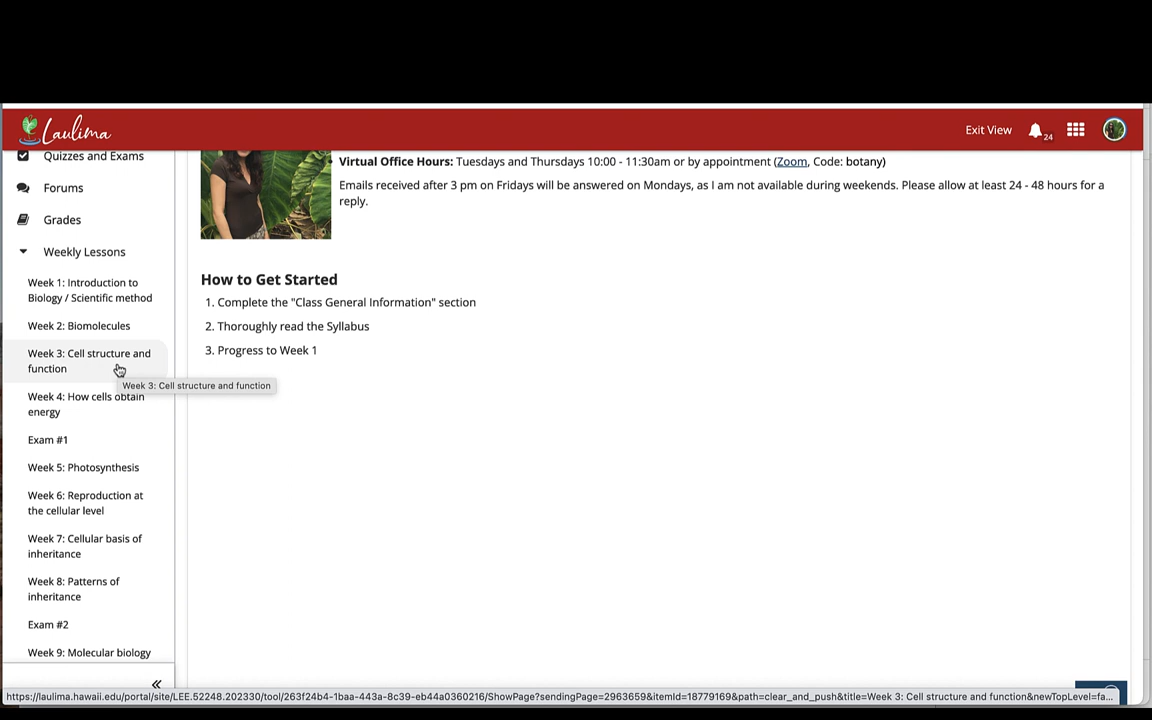 Laulima
Exit View
24
Quizzes and Exams
Forums
Grades
Weekly Lessons
Week 1: Introduction to
Biology / Scientific method
Week 2: Biomolecules
Week 3: Cell structure and
function
Week 3: Cell structure and function
Week 4: How cells obtain
energy
Exam #1
Week 5: Photosynthesis
Week 6: Reproduction at
the cellular level
Week 7: Cellular basis of
inheritance
Week 8: Patterns of
inheritance
Exam #2
Week 9: Molecular biology
«
Virtual Office Hours: Tuesdays and Thursdays 10:00 - 11:30am or by appointment (Zoom, Code: botany)
Emails received after 3 pm on Fridays will be answered on Mondays, as I am not available during weekends. Please allow at least 24 - 48 hours for a
reply.
How to Get Started
1. Complete the "Class General Information" section
2. Thoroughly read the Syllabus
3. Progress to Week 1
https://laulima.hawaii.edu/portal/site/LEE.52248.202330/tool/263f24b4-1baa-443a-8c39-eb44a0360216/ShowPage?sendingPage=2963659&itemId=18779169&path=clear_and_push&title=Week 3: Cell structure and function&newTopLevel=fa...